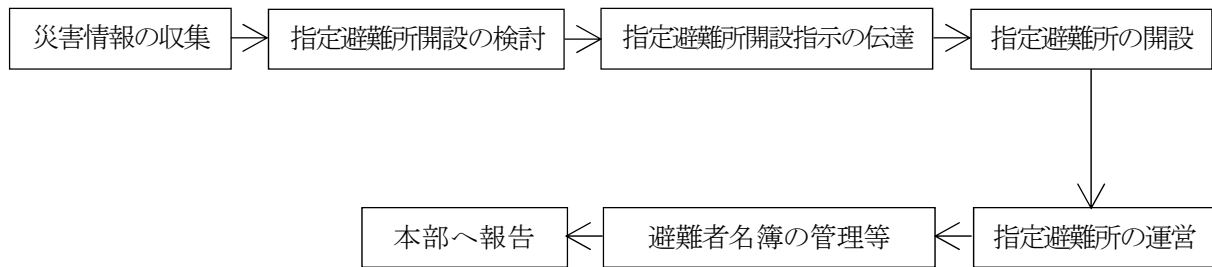 災害情報の収集
指定避難所開設の検討
指定避難所開設指示の伝達
指定避難所の開設
指定避難所の運営
避難者名簿の管理等
本部へ報告